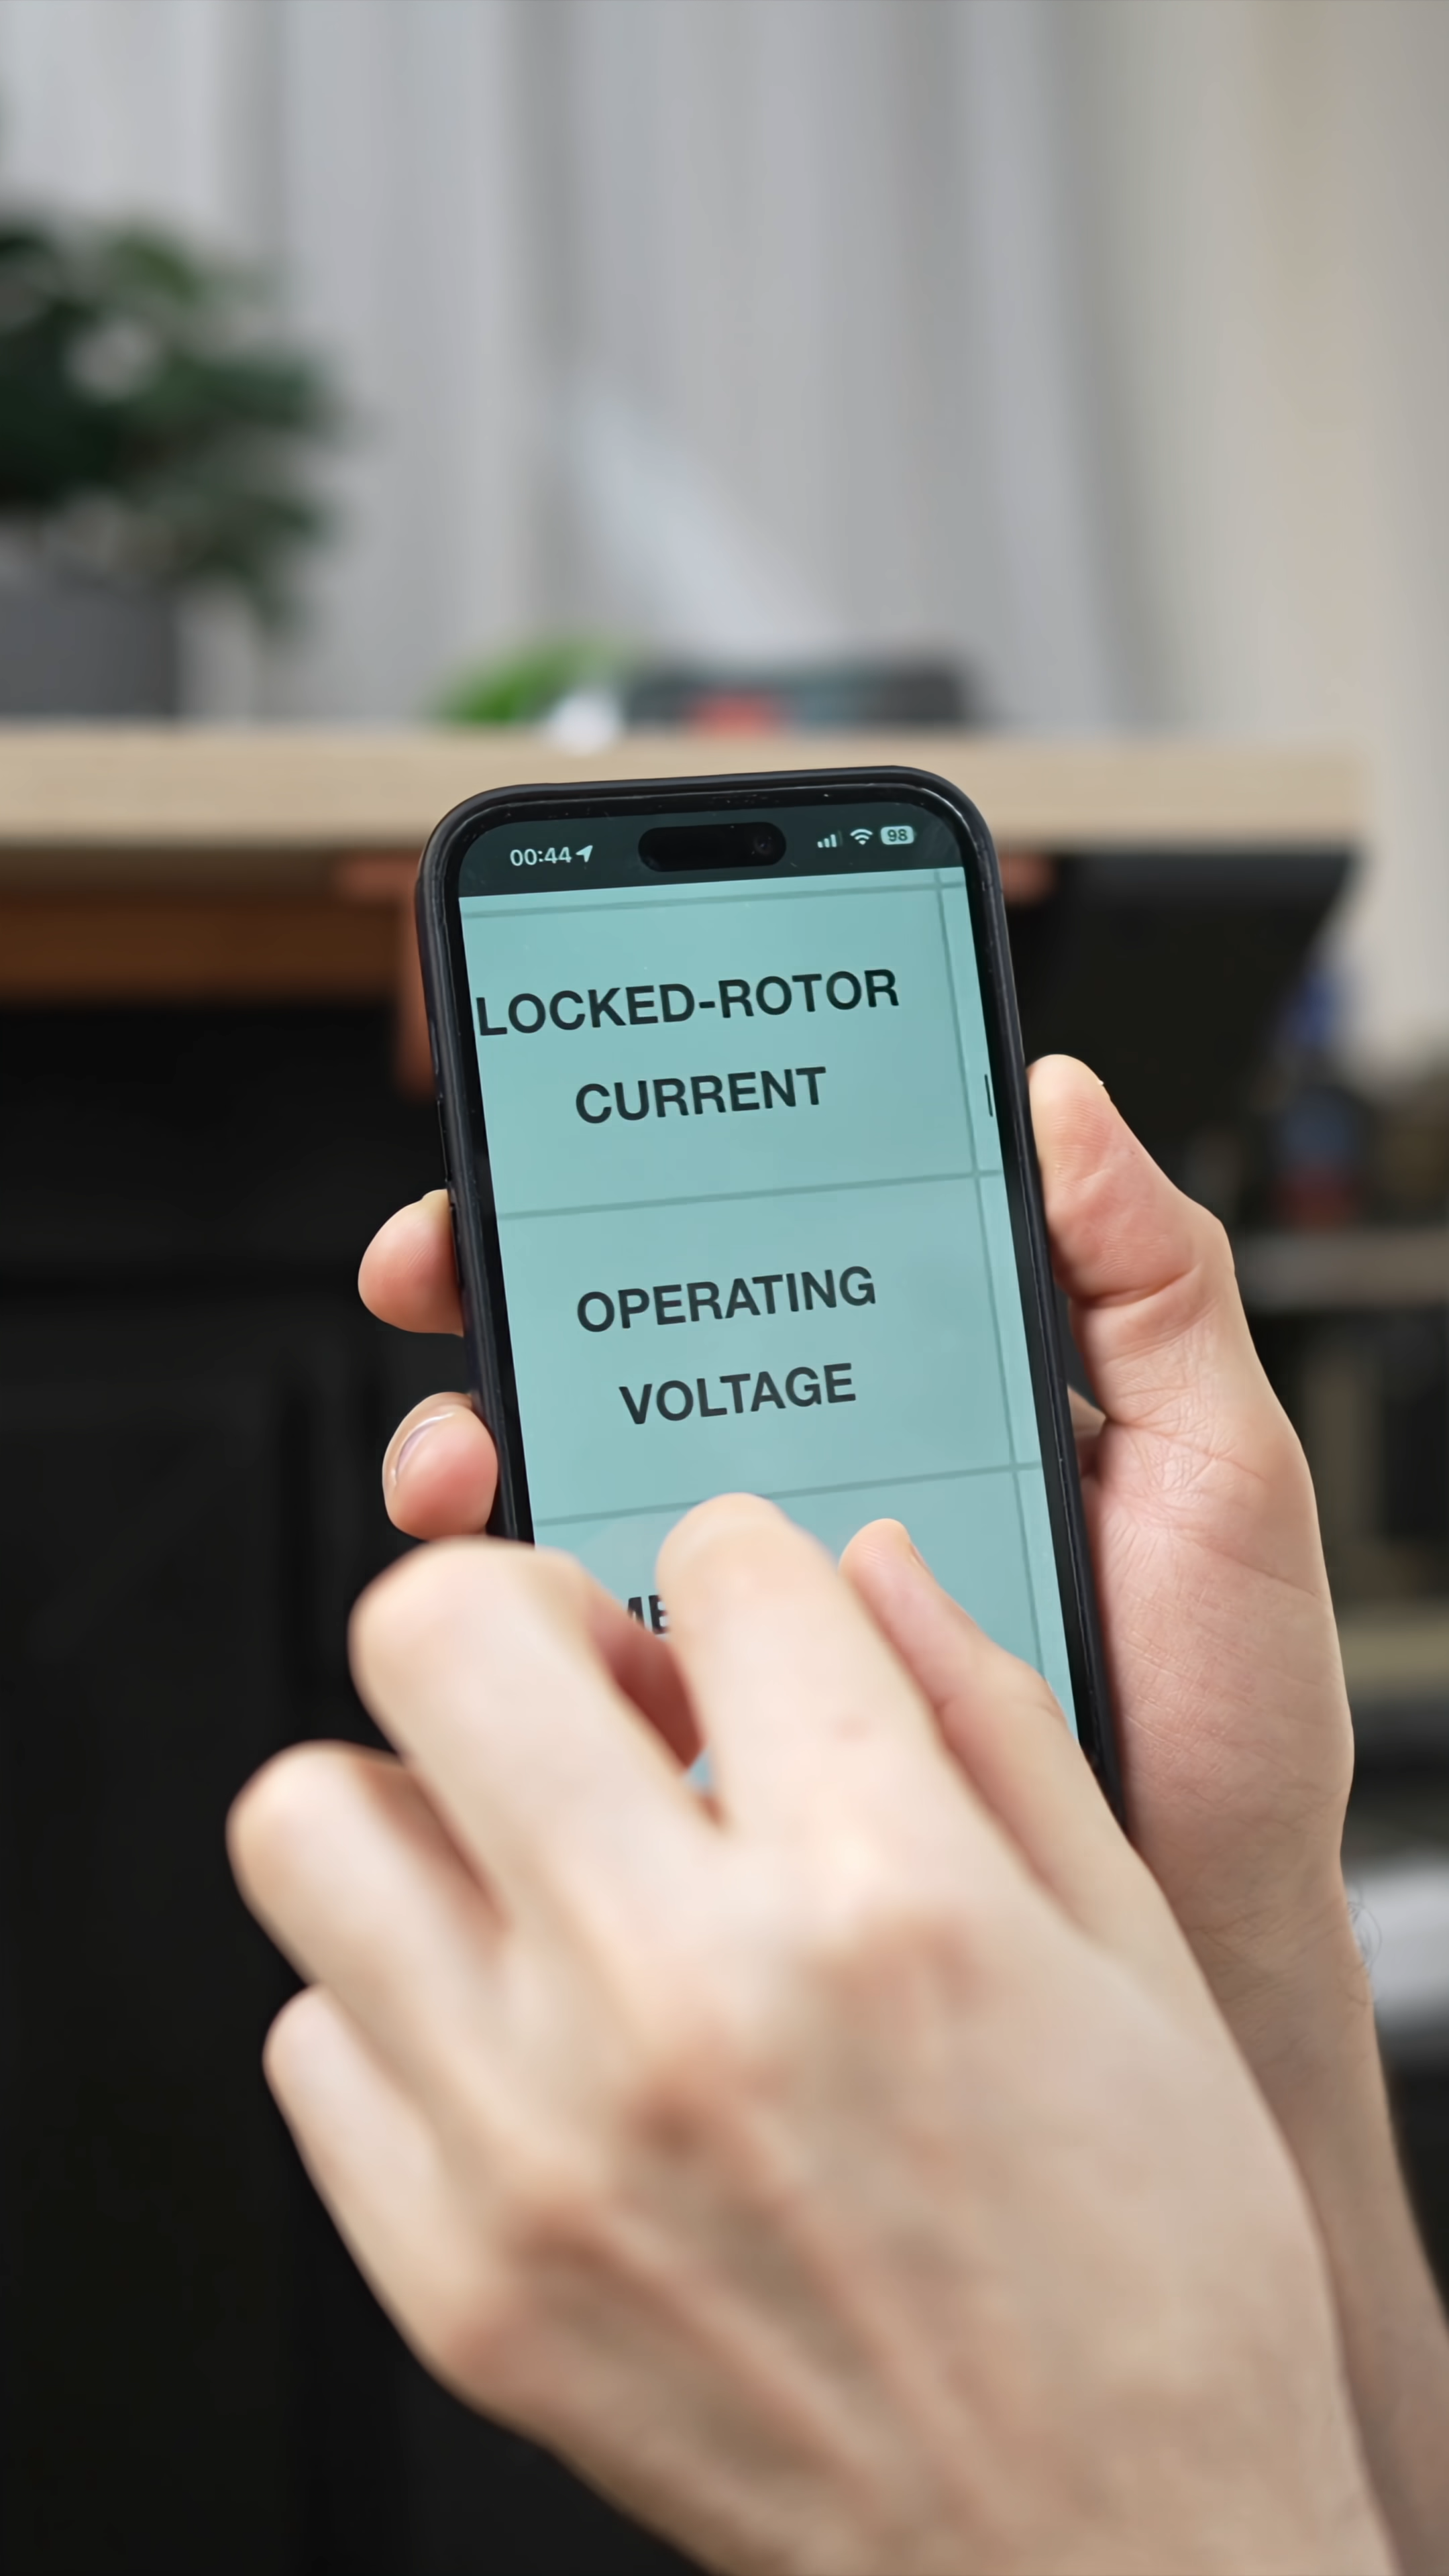 00:44
98
LOCKED-ROTOR
CURRENT
OPERATING
VOLTAGE